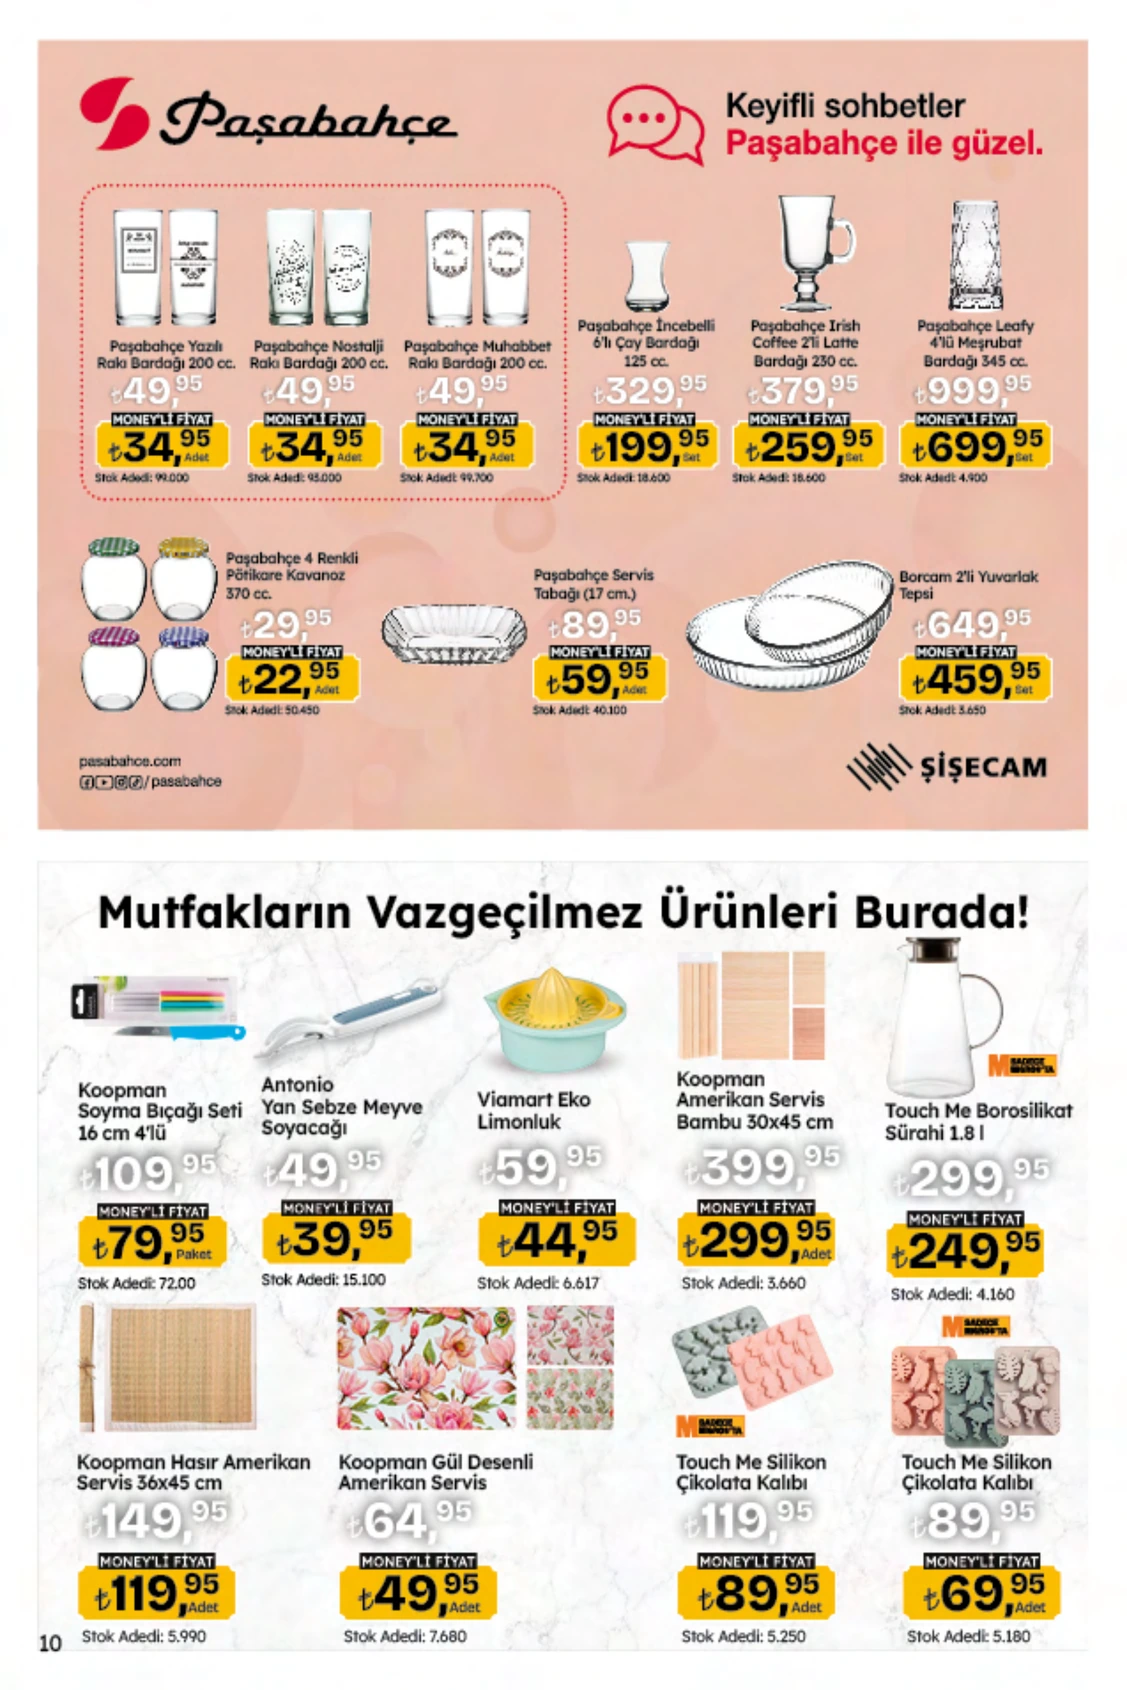 Paşabahçe
Keyifli sohbetler
Paşabahçe ile güzel.
Paşabahçe Yazılı
Rakı Bardağı 200 cc.
₺49,95
MONEY'Lİ FİYAT
₺34,95 Adet
Stok Adedi: 99.000
Paşabahçe Nostalji
Rakı Bardağı 200 cc.
₺49,95
MONEY'Lİ FİYAT
₺34,95 Adet
Stok Adedi: 93.000
Paşabahçe Muhabbet
Rakı Bardağı 200 cc.
₺49,95
MONEY'Lİ FİYAT
₺34,95 Adet
Stok Adedi: 99.700
Paşabahçe İncebelli
6'lı Çay Bardağı
125 cc.
₺329,95
MONEY'Lİ FİYAT
₺199,95 Set
Stok Adedi: 18.600
Paşabahçe Irish
Coffee 2'li Latte
Bardağı 230 cc.
₺379,95
MONEY'Lİ FİYAT
₺259,95 Set
Stok Adedi: 18.600
Paşabahçe Leafy
4'lü Meşrubat
Bardağı 345 cc.
₺999,95
MONEY'Lİ FİYAT
₺699,95 Set
Stok Adedi: 4.900
Paşabahçe 4 Renkli
Pötikare Kavanoz
370 cc.
₺29,95
MONEY'Lİ FİYAT
₺22,95 Adet
Stok Adedi: 50.450
Paşabahçe Servis
Tabağı (17 cm.)
₺89,95
MONEY'Lİ FİYAT
₺59,95 Adet
Stok Adedi: 40.100
Borcam 2'li Yuvarlak
Tepsi
₺649,95
MONEY'Lİ FİYAT
₺459,95 Set
Stok Adedi: 3.650
pasabahce.com
/pasabahce
ŞİŞECAM
Mutfakların Vazgeçilmez Ürünleri Burada!
Koopman
Soyma Bıçağı Seti
16 cm 4'lü
₺109,95
MONEY'Lİ FİYAT
₺79,95 Paket
Stok Adedi: 72.00
Antonio
Yan Sebze Meyve
Soyacağı
₺49,95
MONEY'Lİ FİYAT
₺39,95
Stok Adedi: 15.100
Viamart Eko
Limonluk
₺59,95
MONEY'Lİ FİYAT
₺44,95
Stok Adedi: 6.617
Koopman
Amerikan Servis
Bambu 30x45 cm
₺399,95
MONEY'Lİ FİYAT
₺299,95 Adet
Stok Adedi: 3.660
M SADECE
MIGROS'TA
Touch Me Borosilikat
Sürahi 1.8 l
₺299,95
MONEY'Lİ FİYAT
₺249,95
Stok Adedi: 4.160
Koopman Hasır Amerikan
Servis 36x45 cm
₺149,95
MONEY'Lİ FİYAT
₺119,95 Adet
Stok Adedi: 5.990
Koopman Gül Desenli
Amerikan Servis
₺64,95
MONEY'Lİ FİYAT
₺49,95 Adet
Stok Adedi: 7.680
M SADECE
MIGROS'TA
Touch Me Silikon
Çikolata Kalıbı
₺119,95
MONEY'Lİ FİYAT
₺89,95 Adet
Stok Adedi: 5.250
M SADECE
MIGROS'TA
Touch Me Silikon
Çikolata Kalıbı
₺89,95
MONEY'Lİ FİYAT
₺69,95 Adet
Stok Adedi: 5.180
10